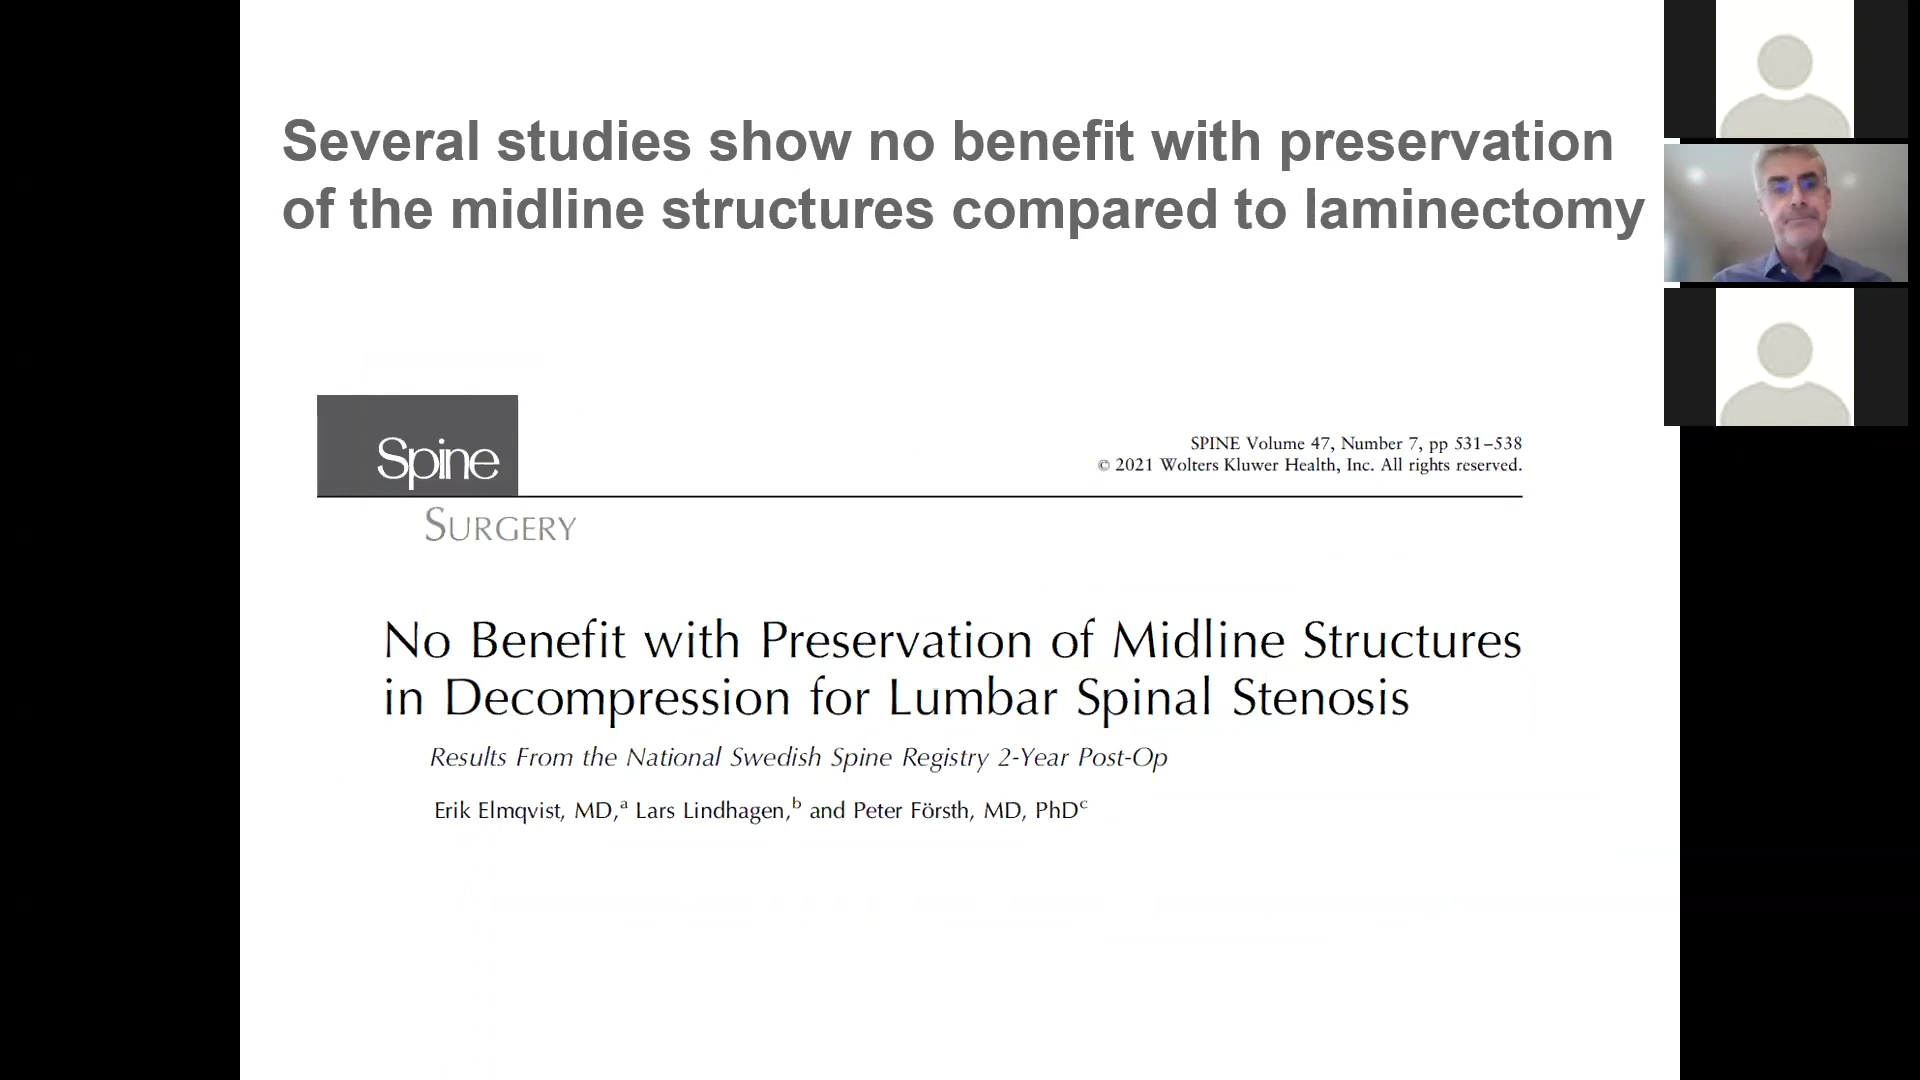 Several studies show no benefit with preservation
of the midline structures compared to laminectomy
Spine
SPINE Volume 47, Number 7, pp 531–538
© 2021 Wolters Kluwer Health, Inc. All rights reserved.
SURGERY
No Benefit with Preservation of Midline Structures
in Decompression for Lumbar Spinal Stenosis
Results From the National Swedish Spine Registry 2-Year Post-Op
Erik Elmqvist, MD,a Lars Lindhagen,b and Peter Försth, MD, PhDc